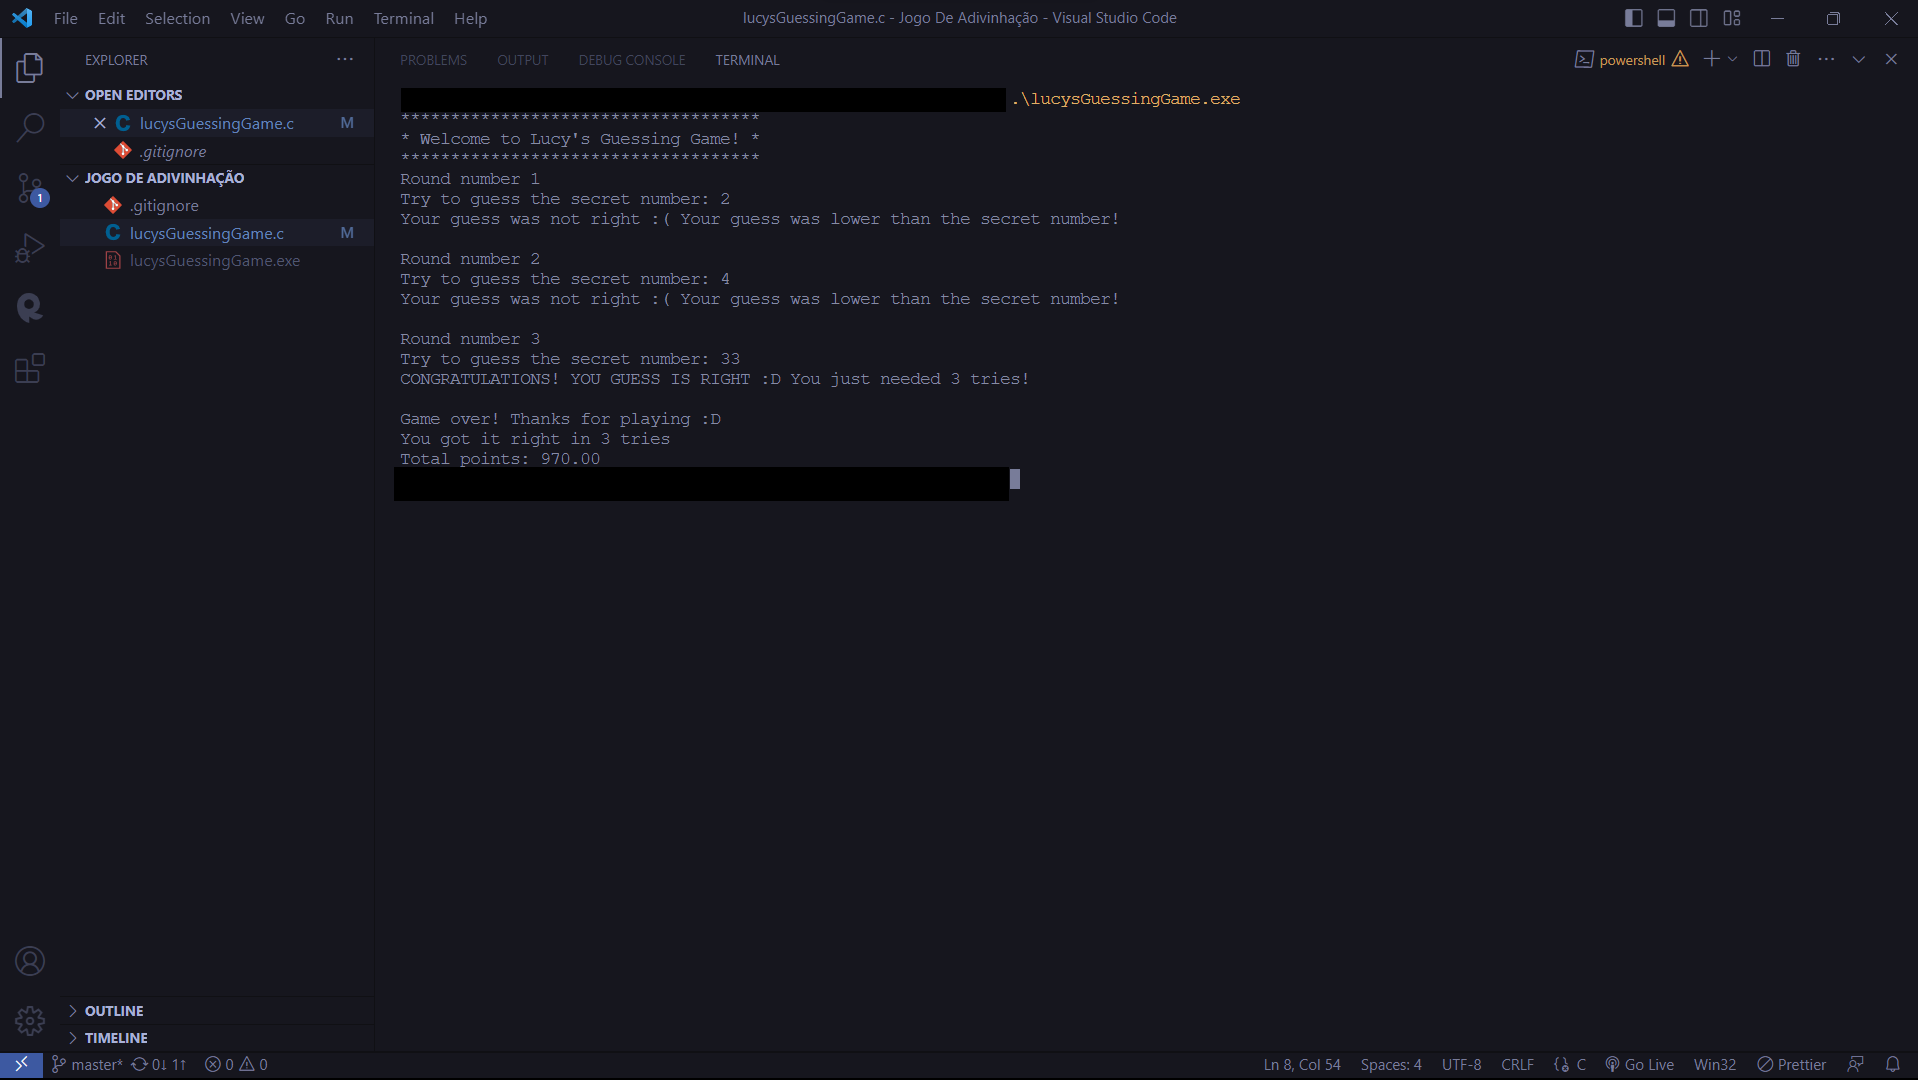 File Edit Selection View Go Run Terminal Help
lucysGuessingGame.c - Jogo De Adivinhação - Visual Studio Code
EXPLORER
OPEN EDITORS
lucysGuessingGame.c M
.gitignore
1
JOGO DE ADIVINHAÇÃO
.gitignore
lucysGuessingGame.c M
lucysGuessingGame.exe
OUTLINE
TIMELINE
PROBLEMS OUTPUT DEBUG CONSOLE TERMINAL
powershell
.\lucysGuessingGame.exe
************************************
* Welcome to Lucy's Guessing Game! *
************************************
Round number 1
Try to guess the secret number: 2
Your guess was not right :( Your guess was lower than the secret number!
Round number 2
Try to guess the secret number: 4
Your guess was not right :( Your guess was lower than the secret number!
Round number 3
Try to guess the secret number: 33
CONGRATULATIONS! YOU GUESS IS RIGHT :D You just needed 3 tries!
Game over! Thanks for playing :D
You got it right in 3 tries
Total points: 970.00
master* 0↓ 1↑ 0 0
Ln 8, Col 54 Spaces: 4 UTF-8 CRLF C Go Live Win32 Prettier